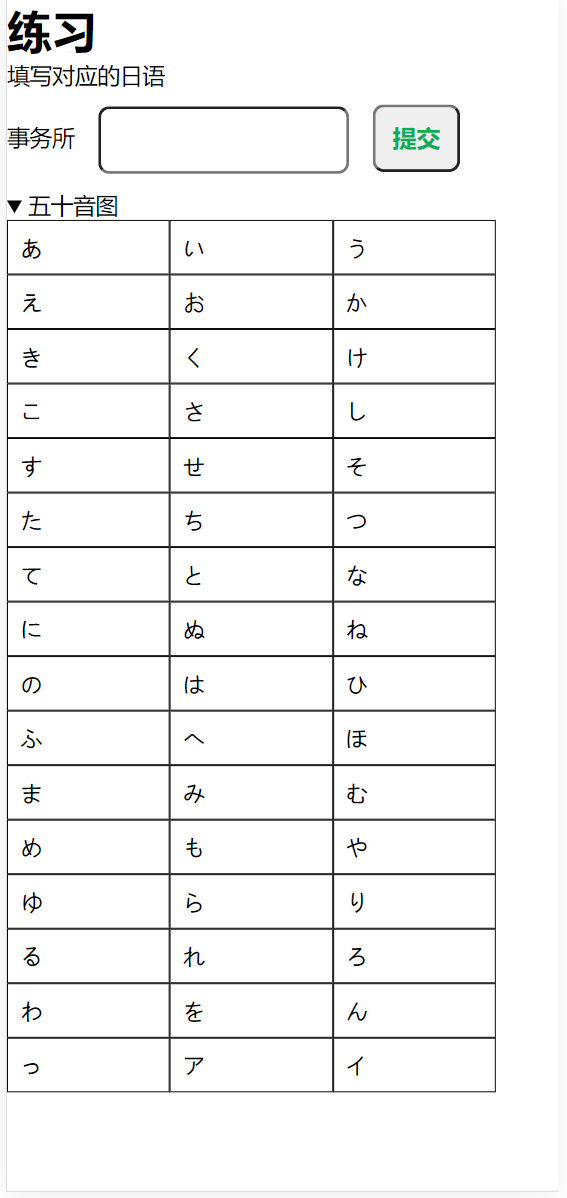 练习
填写对应的日语
事务所 提交
▼ 五十音图
あ い う
え お か
き く け
こ さ し
す せ そ
た ち つ
て と な
に ぬ ね
の は ひ
ふ へ ほ
ま み む
め も や
ゆ ら り
る れ ろ
わ を ん
っ ア イ